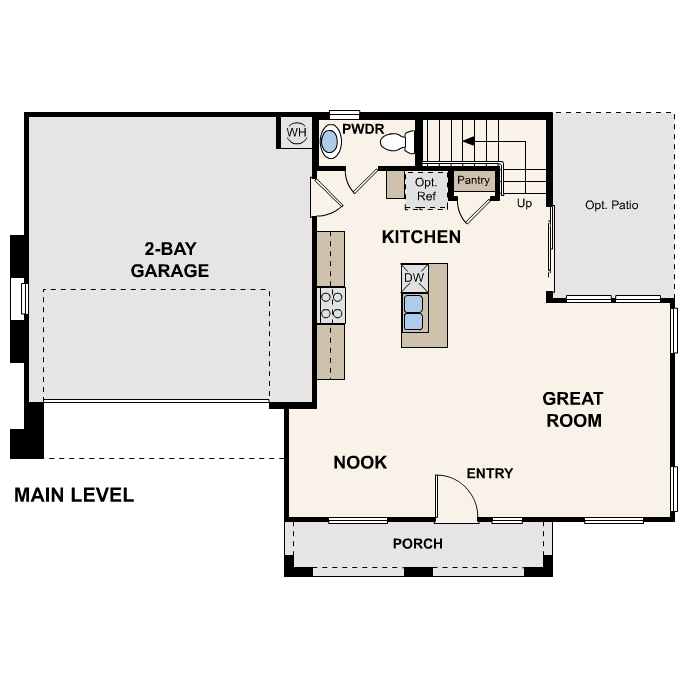 WH
PWDR
Pantry
Opt.
Ref
Up
Opt. Patio
KITCHEN
2-BAY
GARAGE
DW
GREAT
ROOM
NOOK
ENTRY
MAIN LEVEL
PORCH